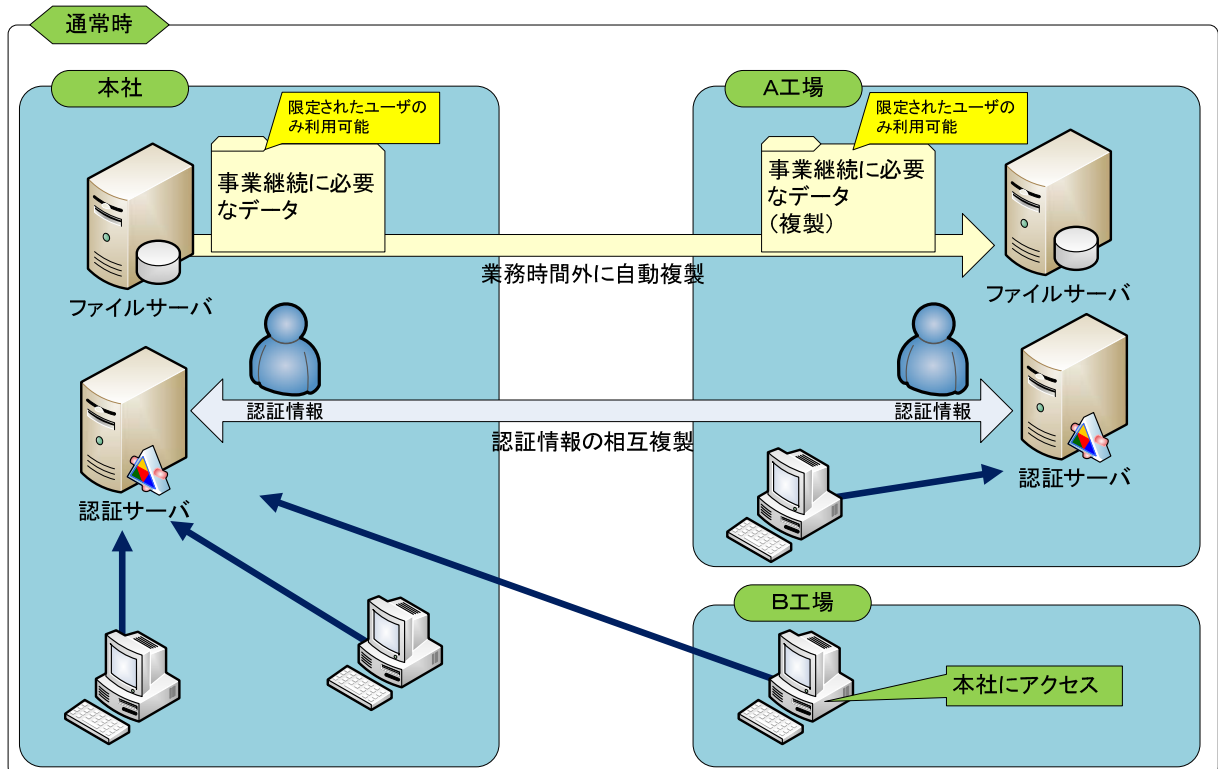 通常時
本社
限定されたユーザの
み利用可能
事業継続に必要
なデータ
ファイルサーバ
A工場
限定されたユーザの
み利用可能
事業継続に必要
なデータ
（複製）
ファイルサーバ
業務時間外に自動複製
認証情報
認証情報
認証情報の相互複製
認証サーバ
認証サーバ
B工場
本社にアクセス